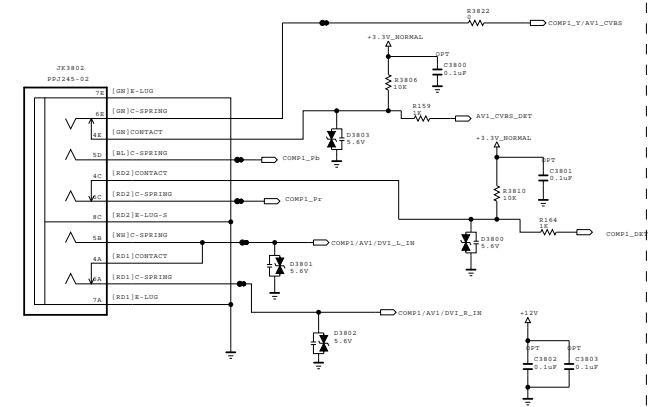 R3822
0
COMP1_Y/AV1_CVBS
+3.3V_NORMAL
OPT
C3800
0.1uF
R3806
10K
JK3802
PPJ245-02
7E [GN]E-LUG
6E [GN]C-SPRING
4E [GN]CONTACT
5D [BL]C-SPRING
4C [RD2]CONTACT
5C [RD2]C-SPRING
8C [RD2]E-LUG-S
5B [WH]C-SPRING
4A [RD1]CONTACT
6A [RD1]C-SPRING
7A [RD1]E-LUG
R159
1K
AV1_CVBS_DET
D3803
5.6V
COMP1_Pb
COMP1_Pr
+3.3V_NORMAL
OPT
C3801
0.1uF
R3810
10K
R164
1K
COMP1_DET
D3800
5.6V
COMP1/AV1/DVI_L_IN
D3801
5.6V
COMP1/AV1/DVI_R_IN
D3802
5.6V
+12V
OPT
C3802
0.1uF
OPT
C3803
0.1uF